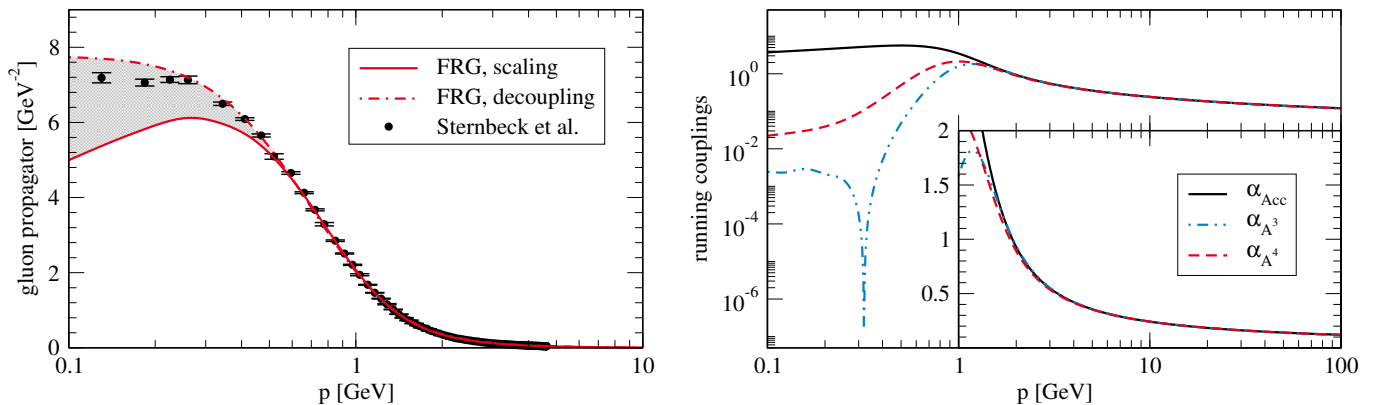 8
6
4
2
0
gluon propagator [GeV⁻²]
FRG, scaling
FRG, decoupling
Sternbeck et al.
0.1
1
10
p [GeV]
10⁰
10⁻²
10⁻⁴
10⁻⁶
running couplings
2
1.5
1
0.5
α_Acc
α_A³
α_A⁴
0.1
1
10
100
p [GeV]